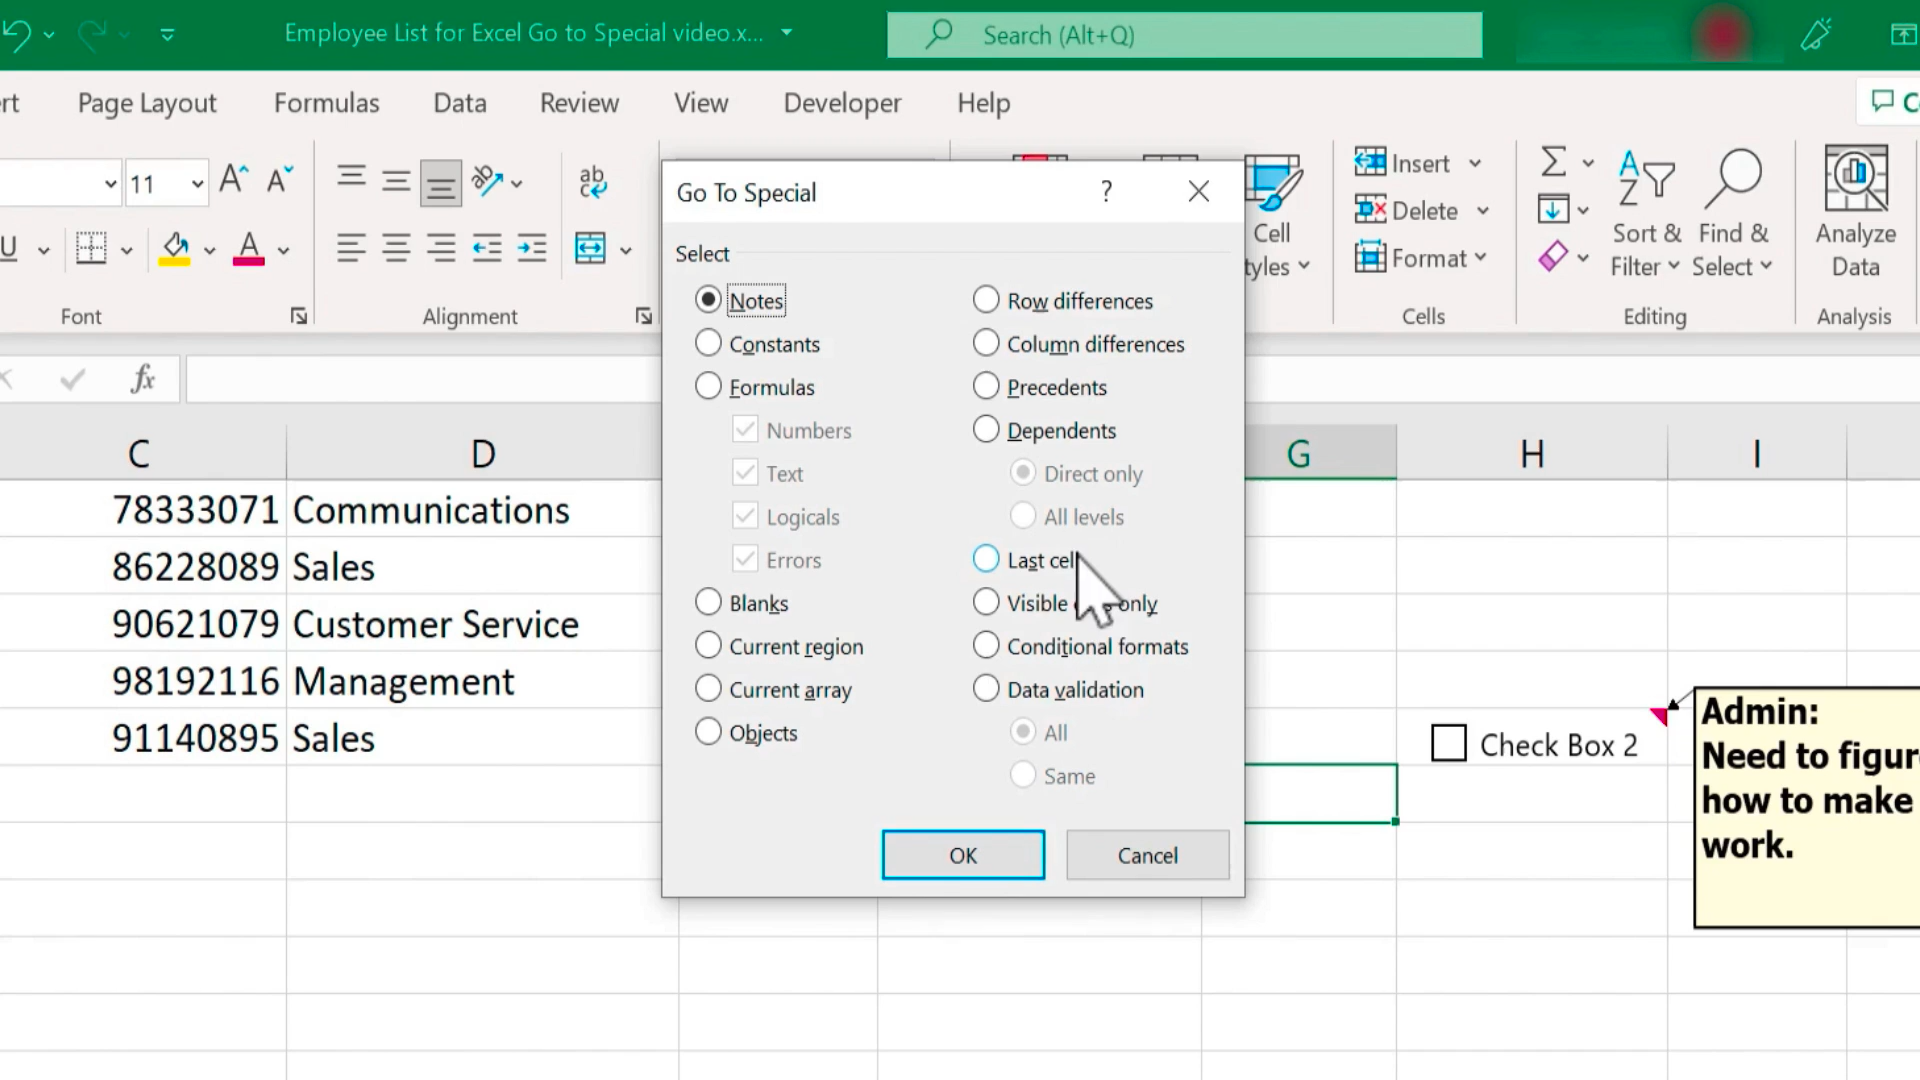 Employee List for Excel Go to Special video.x...
Search (Alt+Q)
rt
Page Layout
Formulas
Data
Review
View
Developer
Help
C
11
A
A
ab
Insert
Delete
Format
Cell
tyles
Sort &
Filter
Find &
Select
Analyze
Data
U
A
Font
Alignment
Cells
Editing
Analysis
fx
Go To Special
?
Select
Notes
Constants
Formulas
Numbers
Text
Logicals
Errors
Blanks
Current region
Current array
Objects
Row differences
Column differences
Precedents
Dependents
Direct only
All levels
Last cell
Visible only
Conditional formats
Data validation
All
Same
OK
Cancel
C D G H I
78333071 Communications
86228089 Sales
90621079 Customer Service
98192116 Management
91140895 Sales
Check Box 2
Admin:
Need to figur
how to make
work.